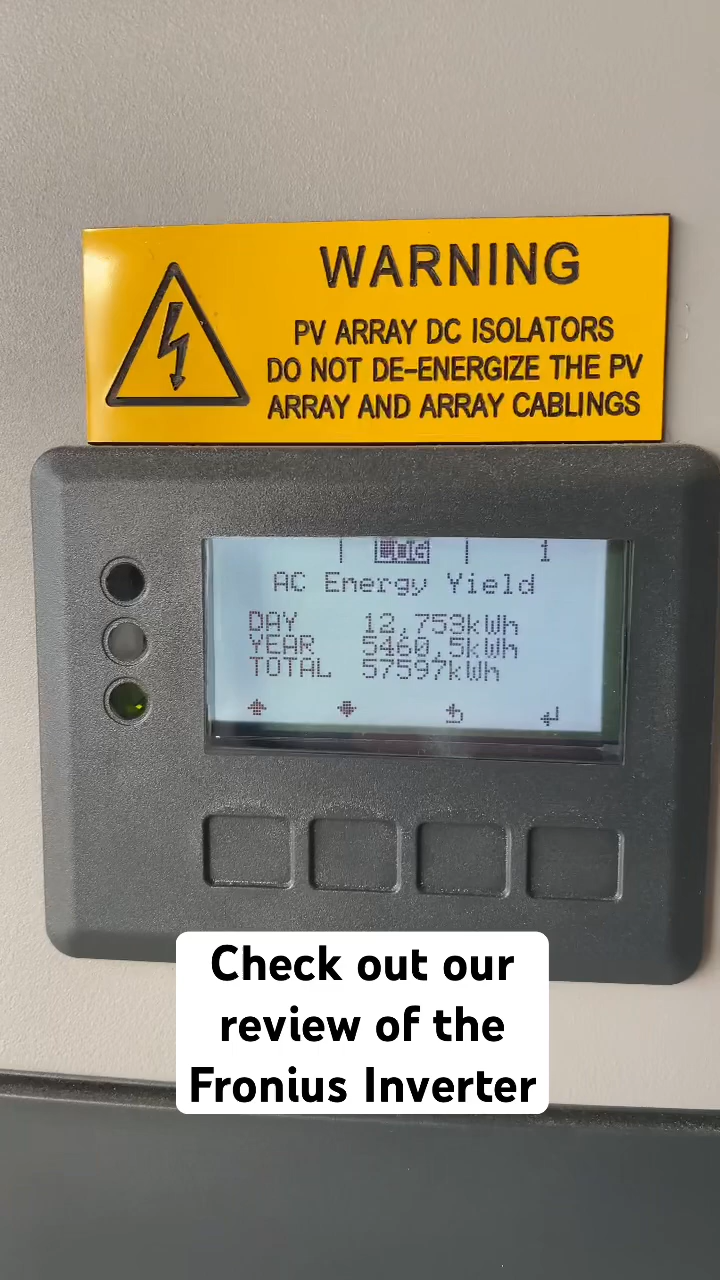 WARNING
PV ARRAY DC ISOLATORS
DO NOT DE-ENERGIZE THE PV
ARRAY AND ARRAY CABLINGS
1
AC Energy Yield
DAY 12,753kWh
YEAR 5460,5kWh
TOTAL 57597kWh
Check out our
review of the
Fronius Inverter